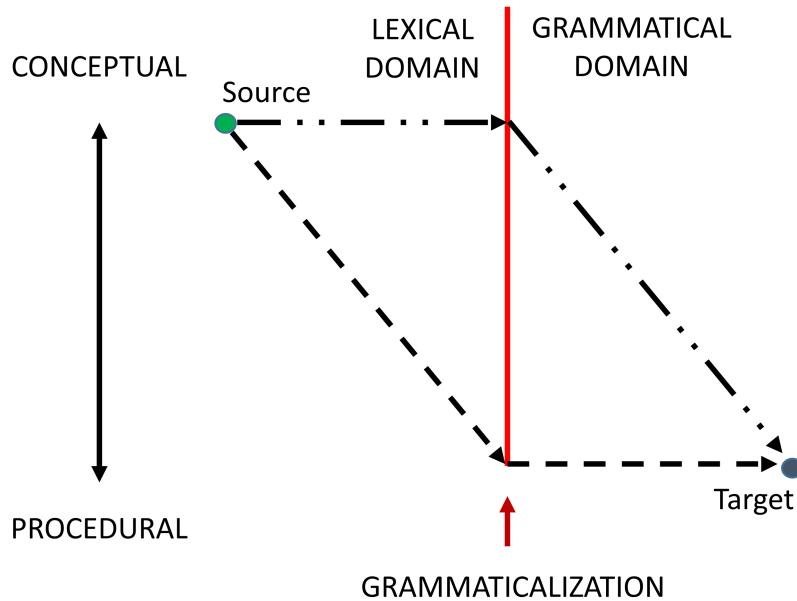 LEXICAL
DOMAIN
GRAMMATICAL
DOMAIN
CONCEPTUAL
Source
Target
PROCEDURAL
GRAMMATICALIZATION